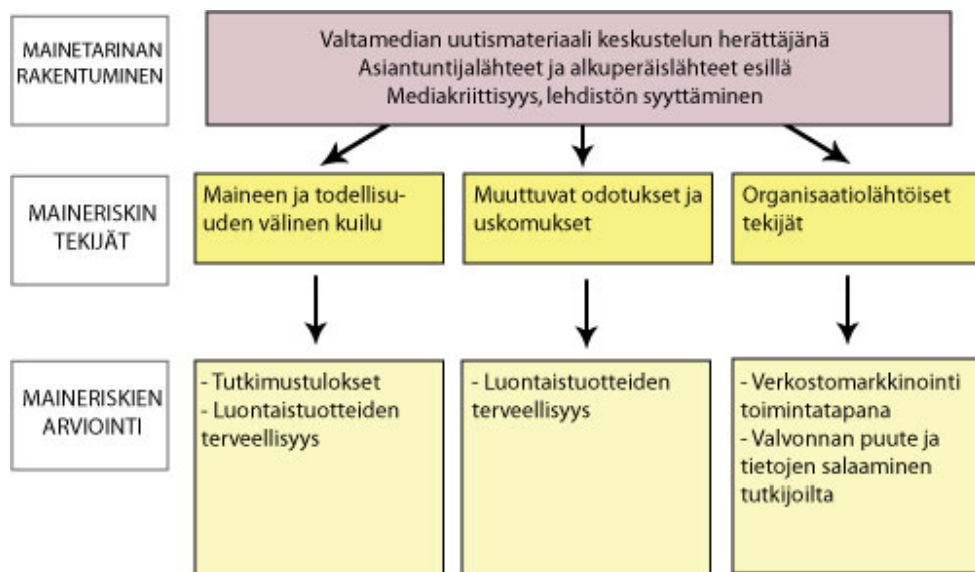 MAINETARINAN
RAKENTUMINEN
Valtamedian uutismateriaali keskustelun herättäjänä
Asiantuntijalähteet ja alkuperäislähteet esillä
Mediakriittisyys, lehdistön syyttäminen
MAINERISKIN
TEKIJÄT
Maineen ja todellisu-
uden välinen kuilu
Muuttuvat odotukset ja
uskomukset
Organisaatiolähtöiset
tekijät
MAINERISKIEN
ARVIOINTI
- Tutkimustulokset
- Luontaistuotteiden
terveellisyys
- Luontaistuotteiden
terveellisyys
- Verkostomarkkinointi
toimintatapana
- Valvonnan puute ja
tietojen salaaminen
tutkijoilta